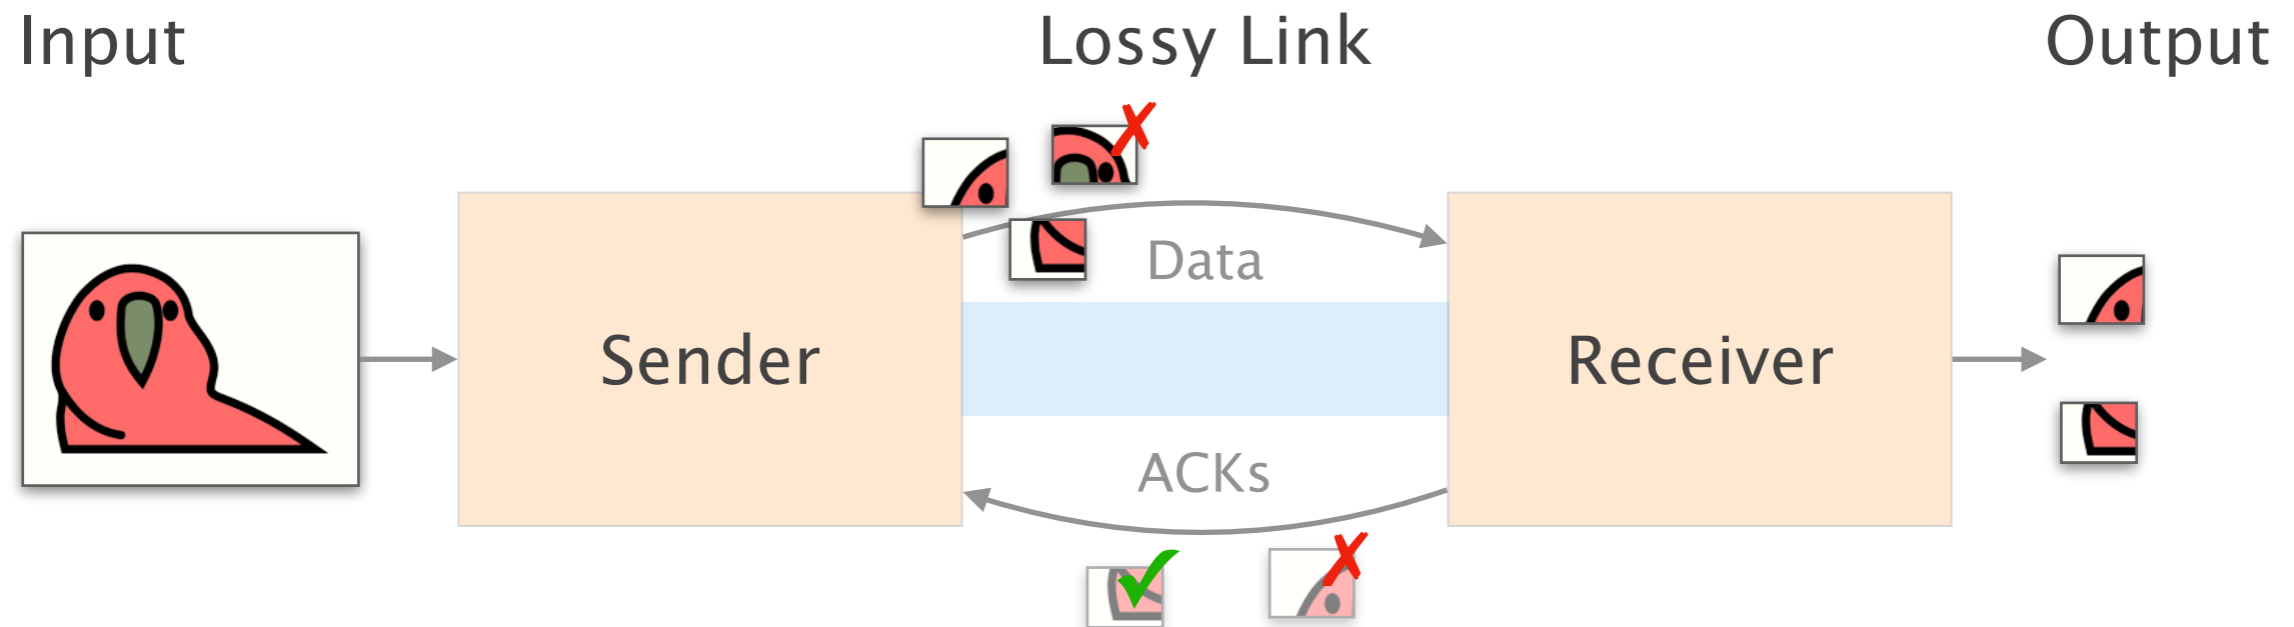 Input
Lossy Link
Output
Data
Sender
Receiver
ACKs